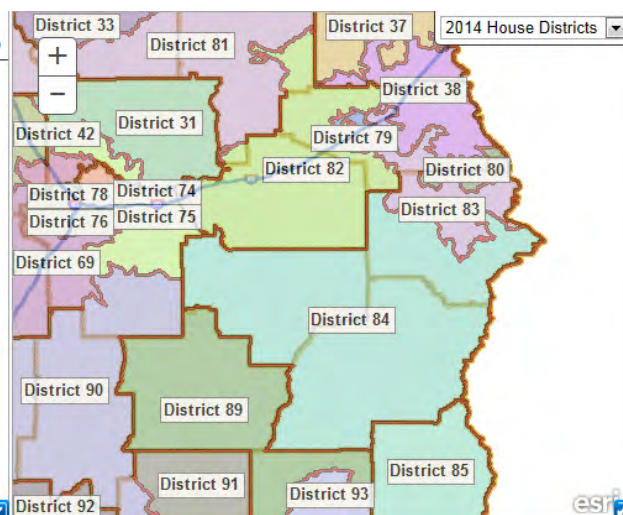 2014 House Districts
District 33
District 37
District 81
+
−
District 38
District 42
District 31
District 79
District 82
District 80
District 78
District 74
District 83
District 76
District 75
District 69
District 84
District 90
District 89
District 85
District 91
District 93
District 92
esri